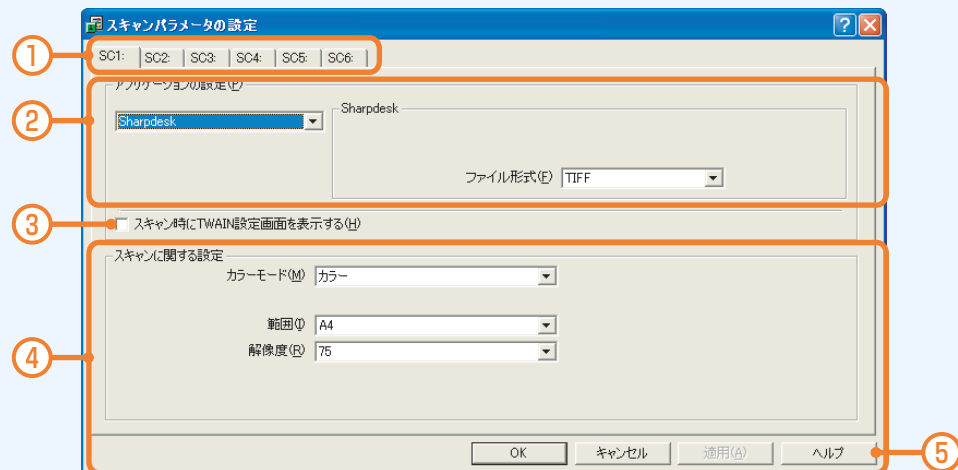 スキャンパラメータの設定
① SC1: SC2: SC3: SC4: SC5: SC6:
アプリケーションの設定(P)
② Sharpdesk Sharpdesk
ファイル形式(F) TIFF
③ スキャン時にTWAIN設定画面を表示する(H)
スキャンに関する設定
カラーモード(M) カラー
範囲(I) A4
④ 解像度(R) 75
OK キャンセル 適用(A) ヘルプ ⑤